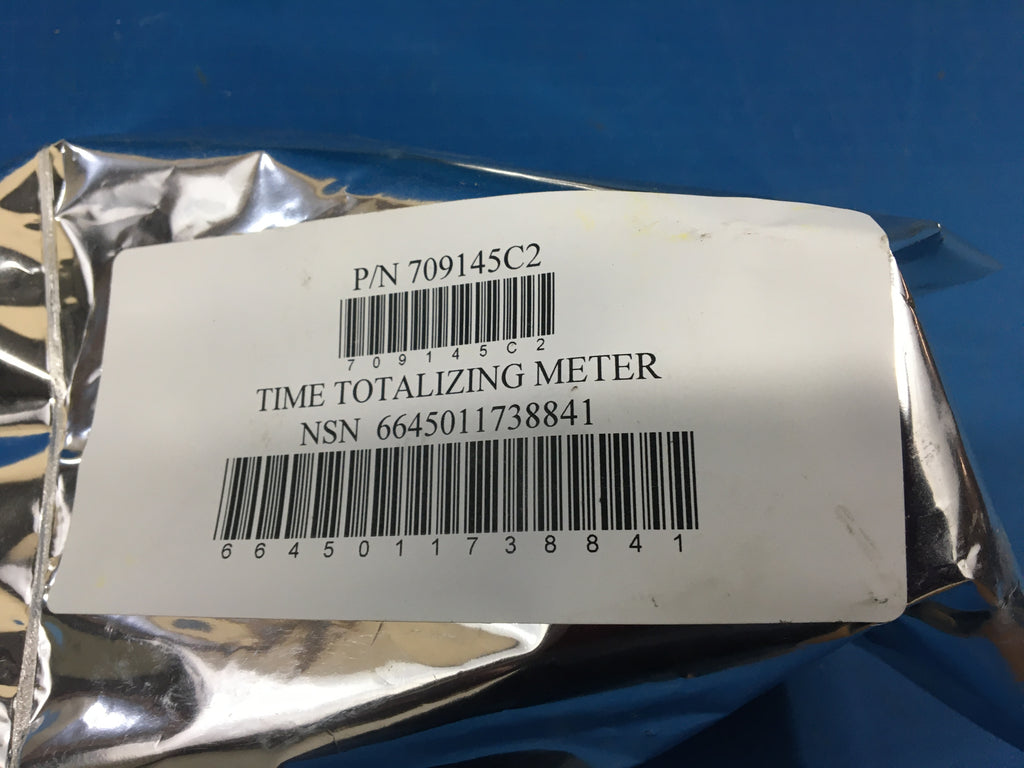 P/N 709145C2
709145C2
TIME TOTALIZING METER
NSN 6645011738841
6645011738841